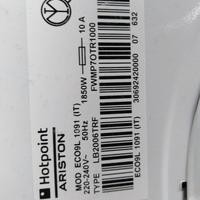 Hotpoint
ARISTON
MOD ECO9L 1091 (IT)
220-240V~ 50Hz
1850W 10 A
TYPE LB2006TRF
FWMP7OTR1000
ECO9L 1091 (IT)
30692420000 07 632